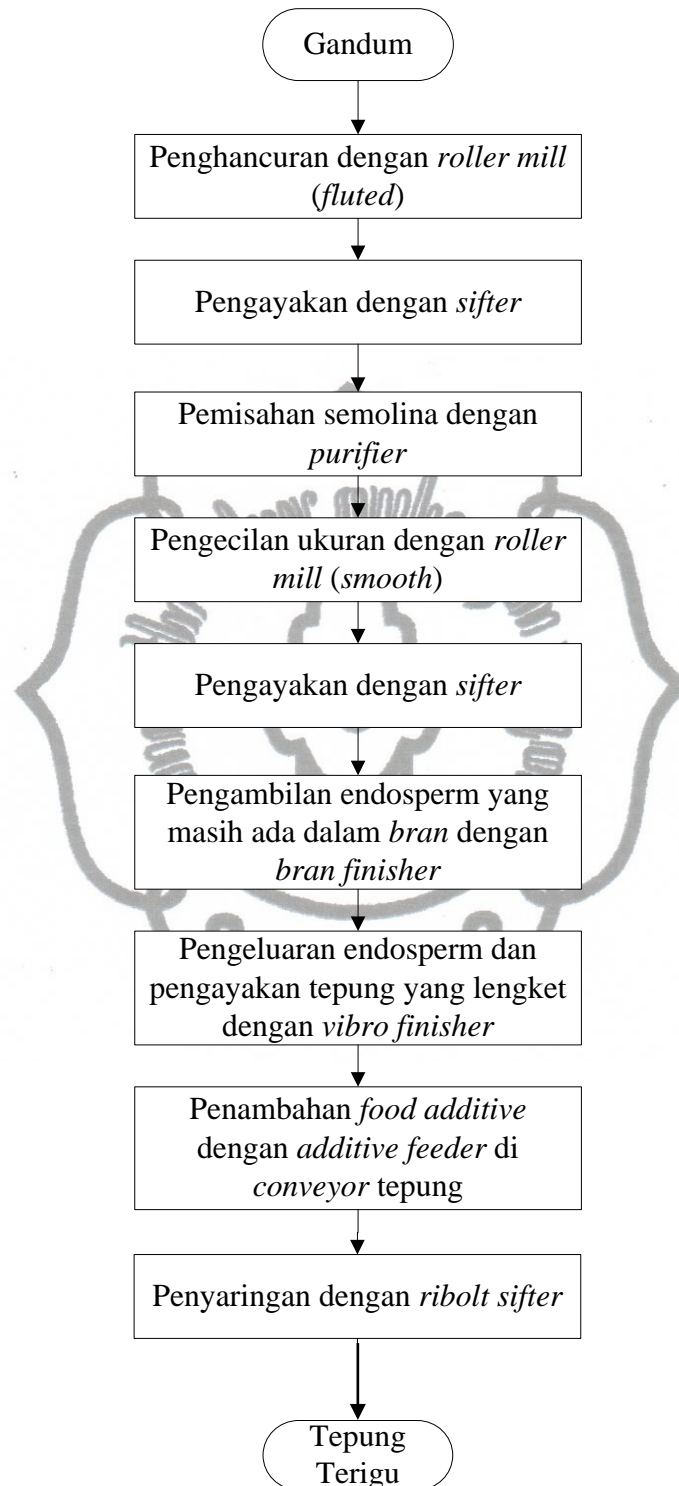 Gandum
Penghancuran dengan roller mill
(fluted)
Pengayakan dengan sifter
Pemisahan semolina dengan
purifier
Pengecilan ukuran dengan roller
mill (smooth)
Pengayakan dengan sifter
Pengambilan endosperm yang
masih ada dalam bran dengan
bran finisher
Pengeluaran endosperm dan
pengayakan tepung yang lengket
dengan vibro finisher
Penambahan food additive
dengan additive feeder di
conveyor tepung
Penyaringan dengan ribolt sifter
Tepung
Terigu